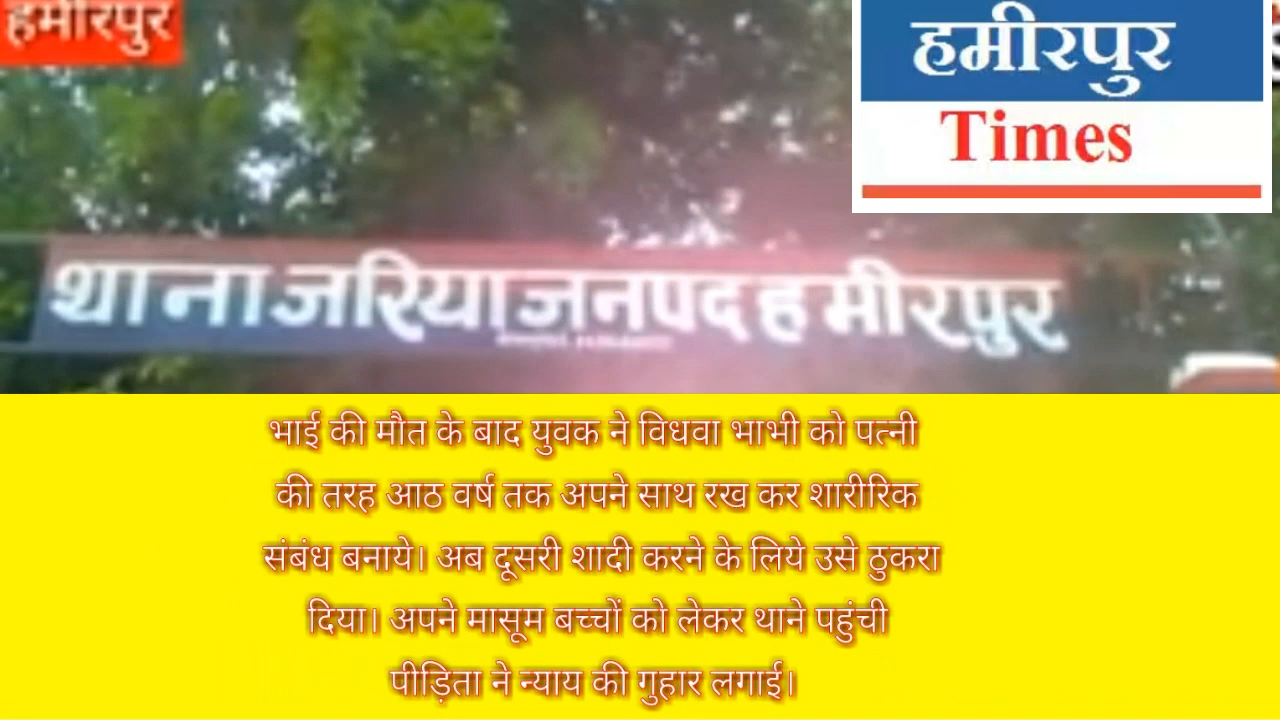 हमीरपुर
हमीरपुर
Times
थाना जरिया जनपद हमीरपुर
भाई की मौत के बाद युवक ने विधवा भाभी को पत्नी
की तरह आठ वर्ष तक अपने साथ रख कर शारीरिक
संबंध बनाये। अब दूसरी शादी करने के लिये उसे ठुकरा
दिया। अपने मासूम बच्चों को लेकर थाने पहुंची
पीड़िता ने न्याय की गुहार लगाई।